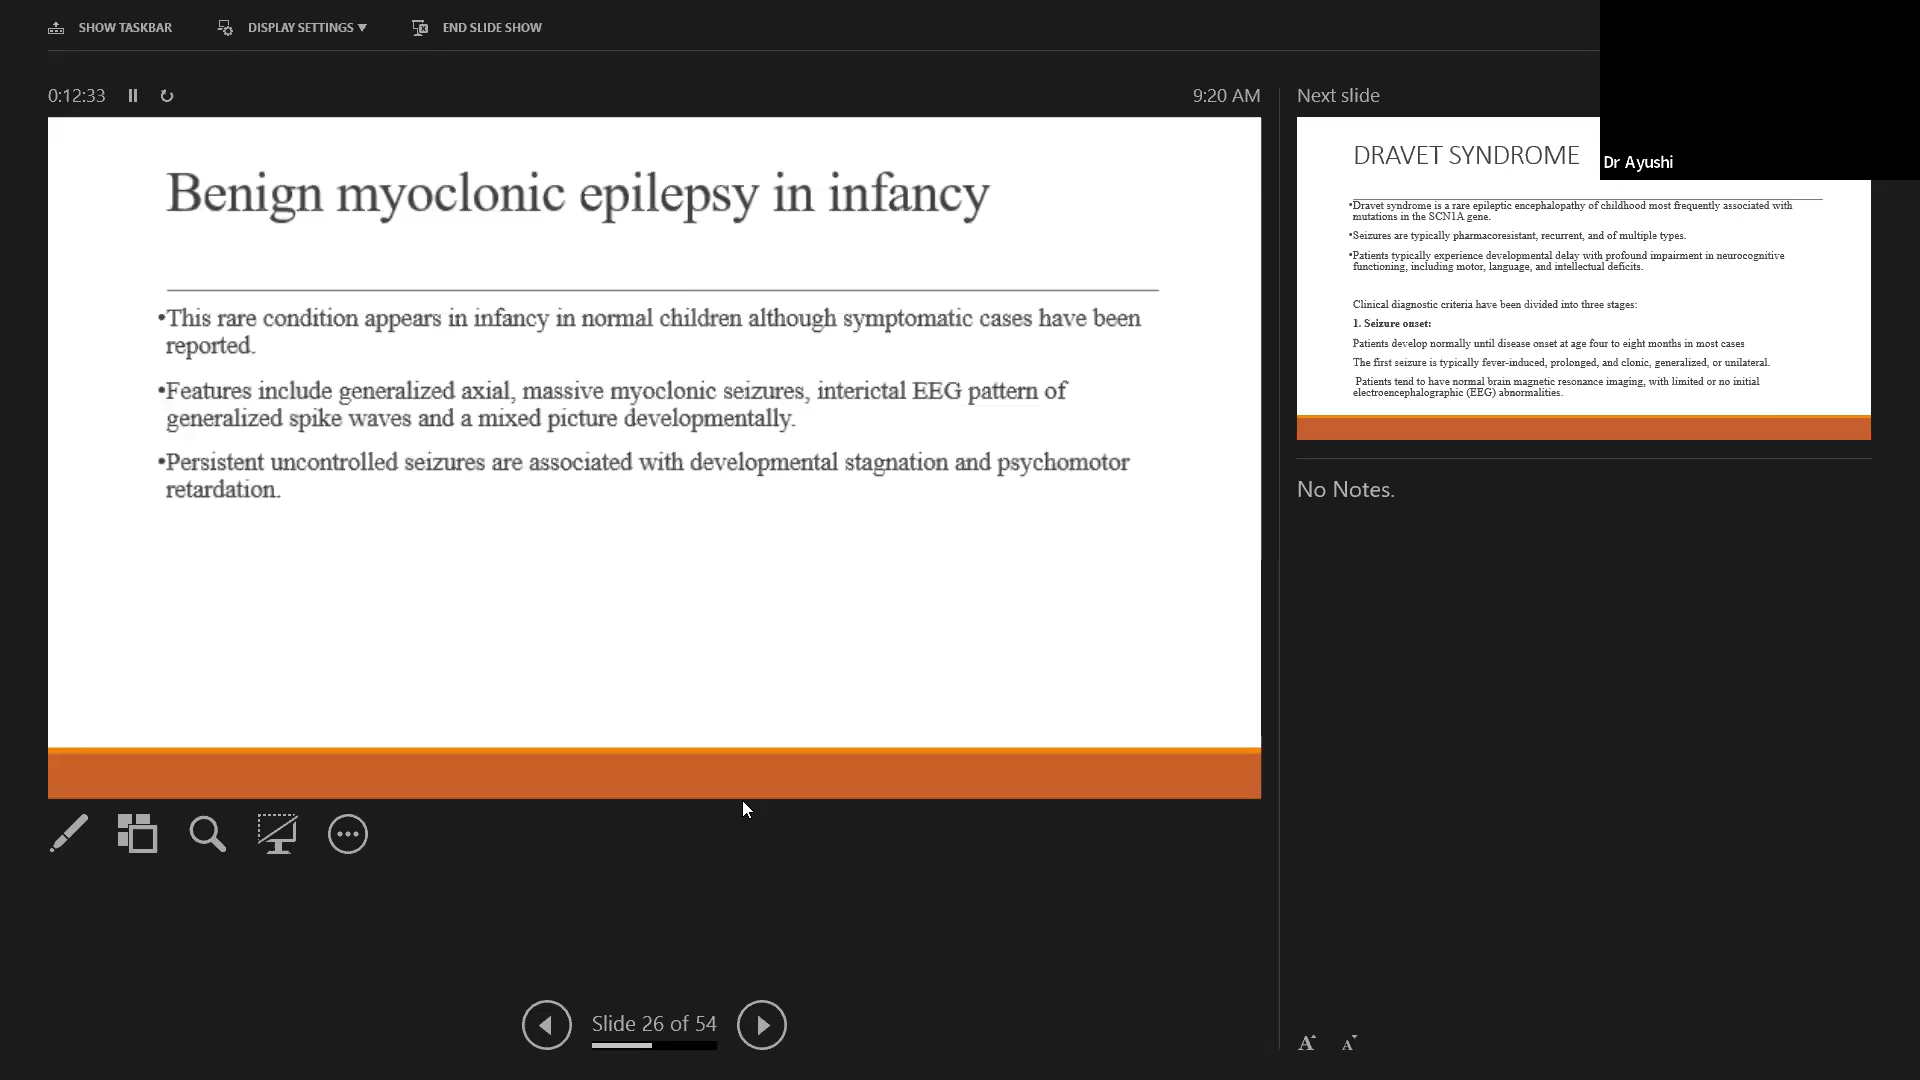 SHOW TASKBAR
DISPLAY SETTINGS
END SLIDE SHOW
0:12:33
9:20 AM
Benign myoclonic epilepsy in infancy
•This rare condition appears in infancy in normal children although symptomatic cases have been
reported.
•Features include generalized axial, massive myoclonic seizures, interictal EEG pattern of
generalized spike waves and a mixed picture developmentally.
•Persistent uncontrolled seizures are associated with developmental stagnation and psychomotor
retardation.
Slide 26 of 54
Next slide
Dr Ayushi
DRAVET SYNDROME
•Dravet syndrome is a rare epileptic encephalopathy of childhood most frequently associated with
mutations in the SCN1A gene.
•Seizures are typically pharmacoresistant, recurrent, and of multiple types.
•Patients typically experience developmental delay with profound impairment in neurocognitive
functioning, including motor, language, and intellectual deficits.
Clinical diagnostic criteria have been divided into three stages:
1. Seizure onset:
Patients develop normally until disease onset at age four to eight months in most cases
The first seizure is typically fever-induced, prolonged, and clonic, generalized, or unilateral.
Patients tend to have normal brain magnetic resonance imaging, with limited or no initial
electroencephalographic (EEG) abnormalities.
No Notes.
A A